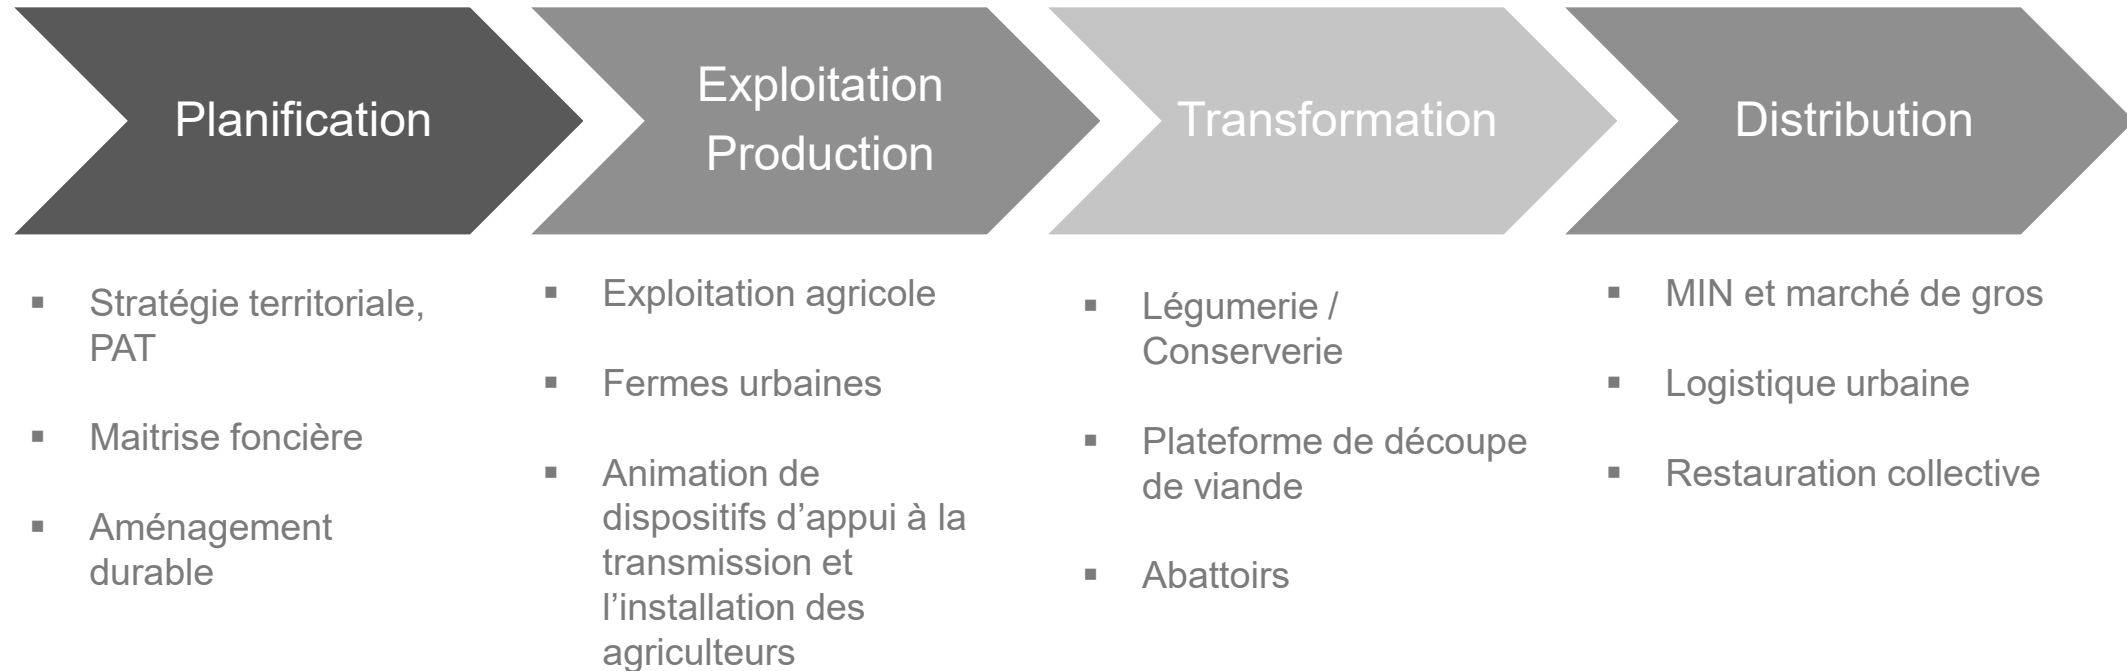 Planification
Exploitation
Production
Transformation
Distribution
▪ Stratégie territoriale,
PAT
▪ Maitrise foncière
▪ Aménagement
durable
▪ Exploitation agricole
▪ Fermes urbaines
▪ Animation de
dispositifs d’appui à la
transmission et
l’installation des
agriculteurs
▪ Légumerie /
Conserverie
▪ Plateforme de découpe
de viande
▪ Abattoirs
▪ MIN et marché de gros
▪ Logistique urbaine
▪ Restauration collective